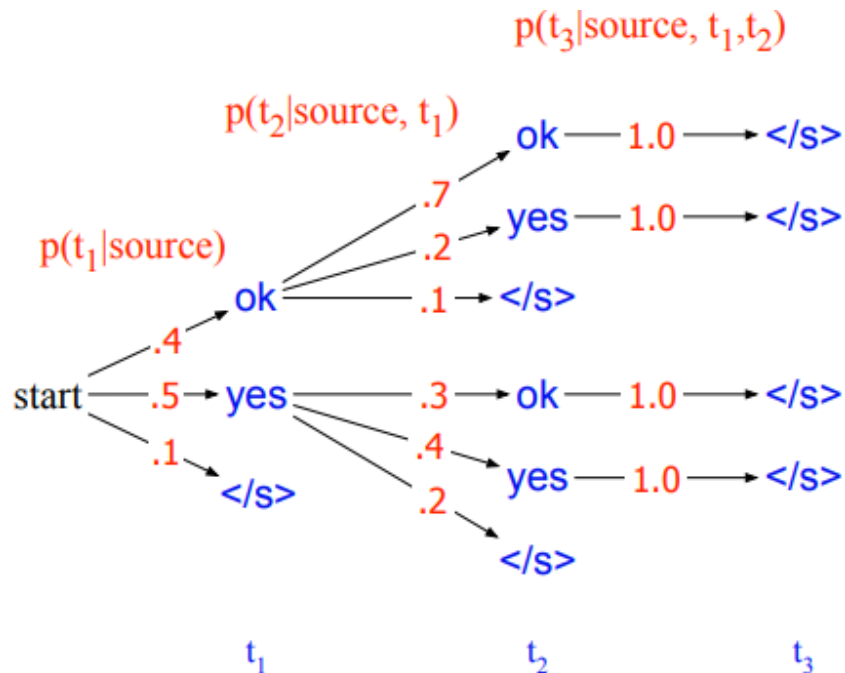 p(t₃|source, t₁,t₂)
p(t₂|source, t₁)
ok 1.0 </s>
.7
yes 1.0 </s>
p(t₁|source)
.2
ok .1 </s>
.4
start .5 yes .3 ok 1.0 </s>
.1 .4
yes 1.0 </s>
</s> .2
</s>
t₁ t₂ t₃